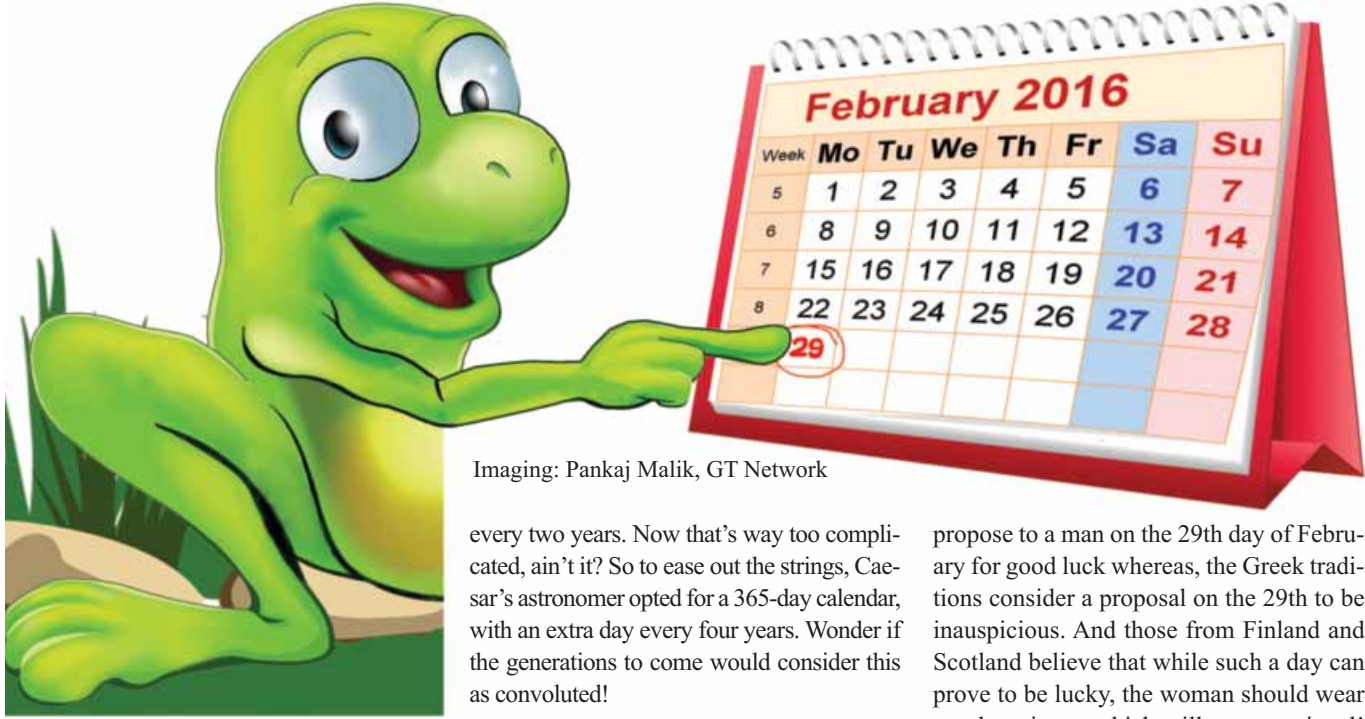 February 2016
Week Mo Tu We Th Fr Sa Su
5 1 2 3 4 5 6 7
6 8 9 10 11 12 13 14
7 15 16 17 18 19 20 21
8 22 23 24 25 26 27 28
29
Imaging: Pankaj Malik, GT Network
every two years. Now that’s way too compli-
cated, ain’t it? So to ease out the strings, Cae-
sar’s astronomer opted for a 365-day calendar,
with an extra day every four years. Wonder if
the generations to come would consider this
as convoluted!
propose to a man on the 29th day of Febru-
ary for good luck whereas, the Greek tradi-
tions consider a proposal on the 29th to be
inauspicious. And those from Finland and
Scotland believe that while such a day can
prove to be lucky, the woman should wear